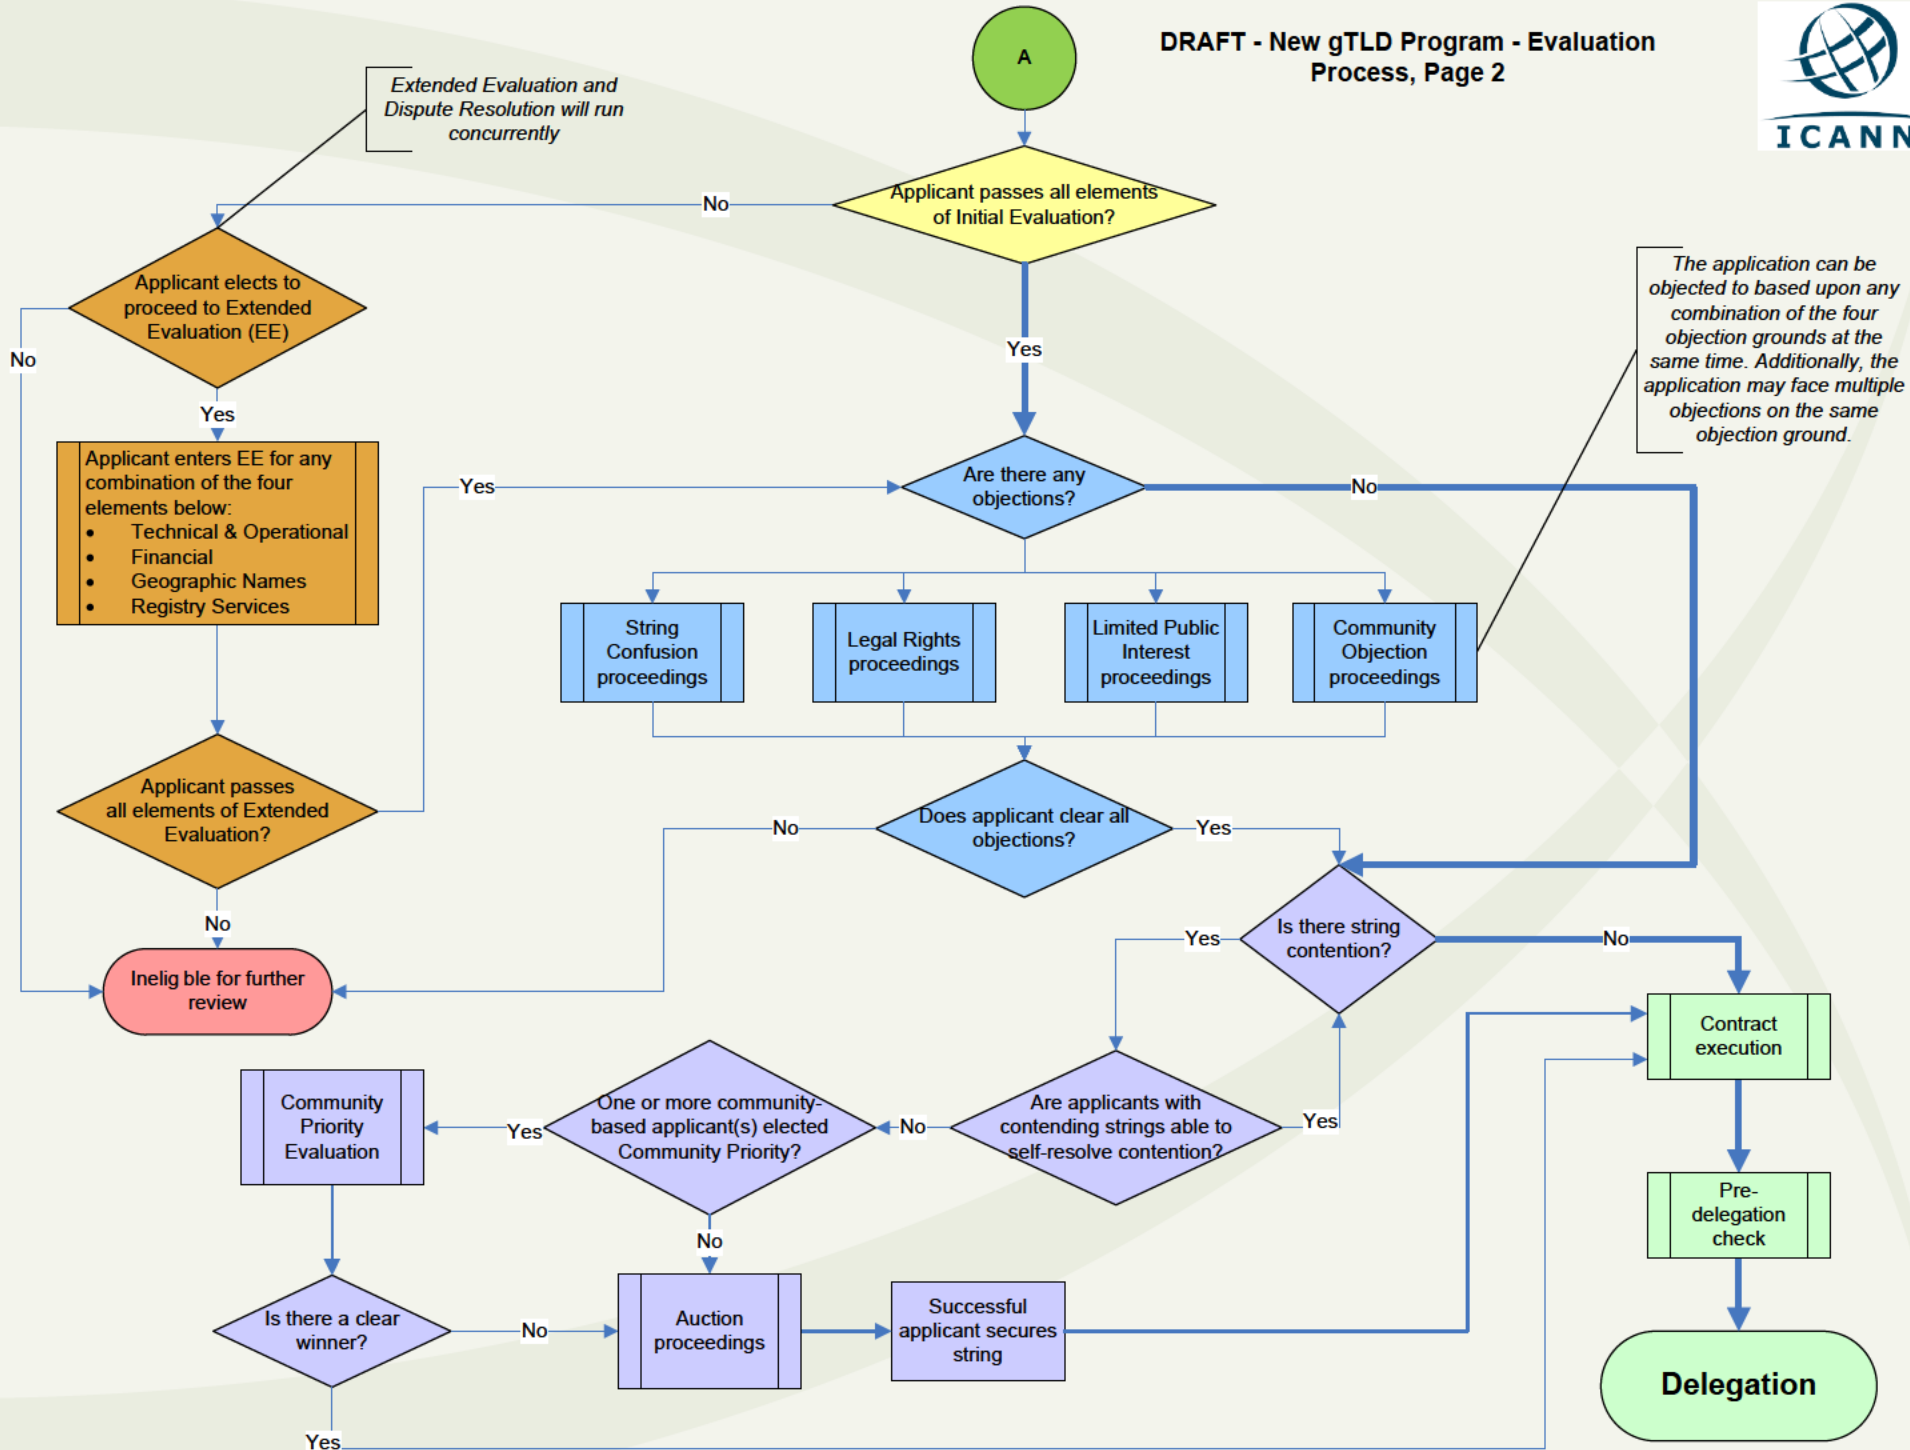 A
DRAFT - New gTLD Program - Evaluation
Process, Page 2
ICANN
Extended Evaluation and
Dispute Resolution will run
concurrently
Applicant passes all elements
of Initial Evaluation?
No
Yes
Applicant elects to
proceed to Extended
Evaluation (EE)
No
Yes
The application can be
objected to based upon any
combination of the four
objection grounds at the
same time. Additionally, the
application may face multiple
objections on the same
objection ground.
Applicant enters EE for any
combination of the four
elements below:
• Technical & Operational
• Financial
• Geographic Names
• Registry Services
Yes
Are there any
objections?
No
String
Confusion
proceedings
Legal Rights
proceedings
Limited Public
Interest
proceedings
Community
Objection
proceedings
Applicant passes
all elements of Extended
Evaluation?
No
Does applicant clear all
objections?
No
Yes
Inelig ble for further
review
Is there string
contention?
Yes
No
Contract
execution
Community
Priority
Evaluation
Yes
One or more community-
based applicant(s) elected
Community Priority?
No
Are applicants with
contending strings able to
self-resolve contention?
Yes
Pre-
delegation
check
No
Is there a clear
winner?
No
Auction
proceedings
Successful
applicant secures
string
Delegation
Yes